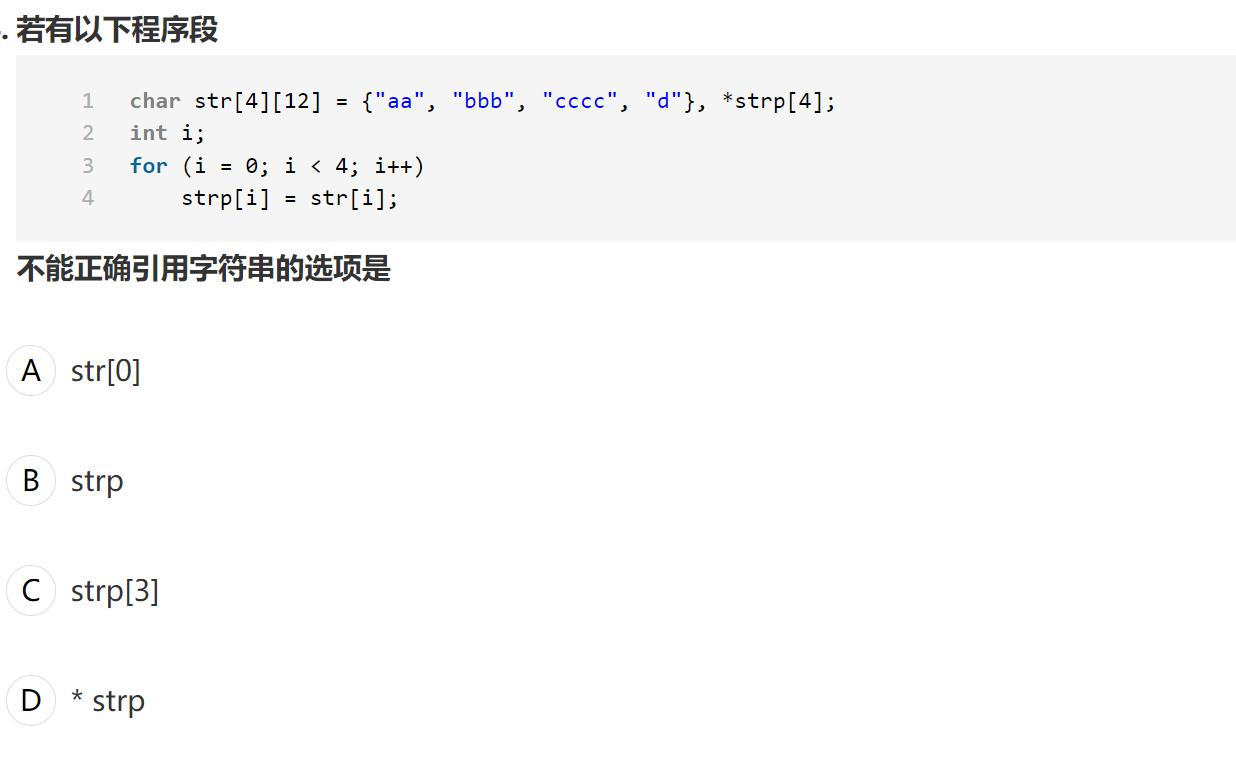 . 若有以下程序段
1 char str[4][12] = {"aa", "bbb", "cccc", "d"}, *strp[4];
2 int i;
3 for (i = 0; i < 4; i++)
4 strp[i] = str[i];
不能正确引用字符串的选项是
A str[0]
B strp
C strp[3]
D * strp